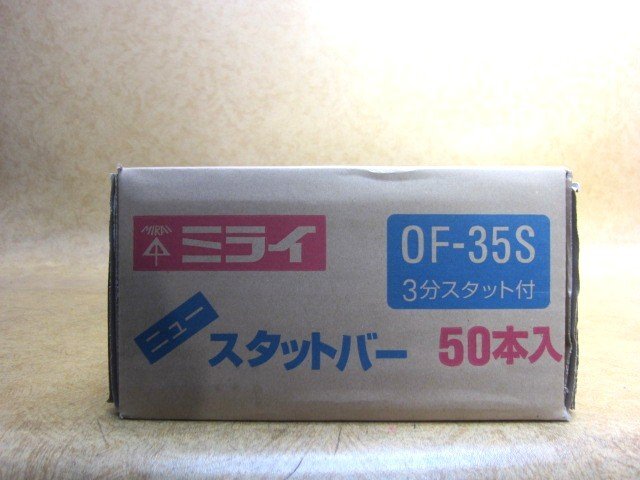 MIRAI
ミライ
OF-35S
3分スタット付
ニュー
スタットバー
50本入